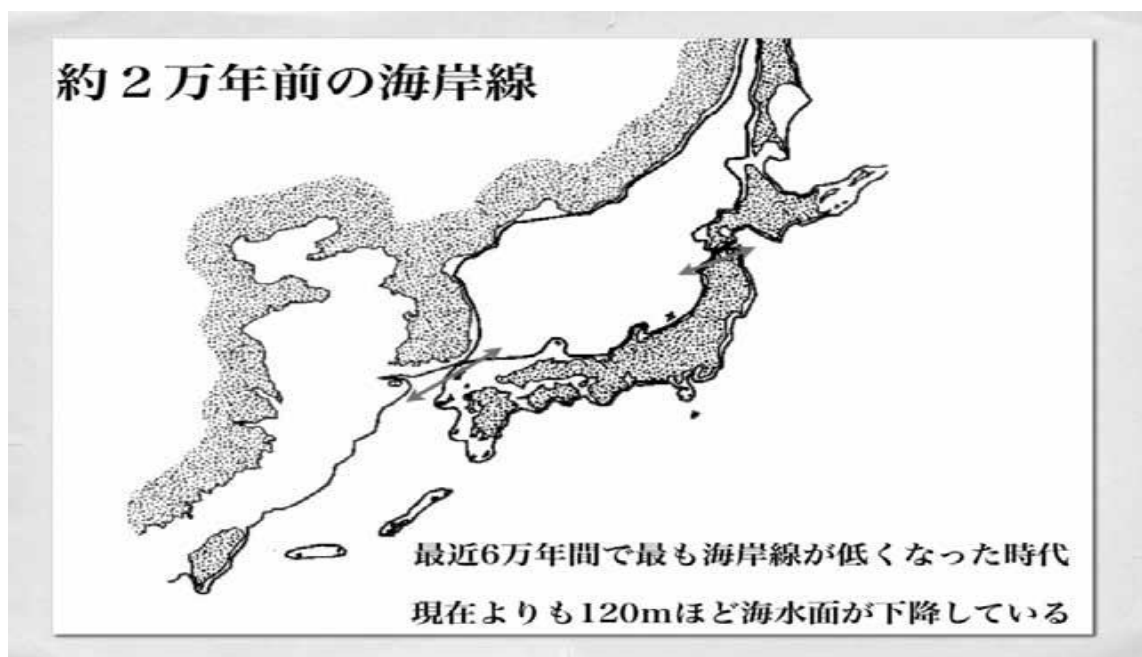 約２万年前の海岸線
最近6万年間で最も海岸線が低くなった時代
現在よりも120mほど海水面が下降している